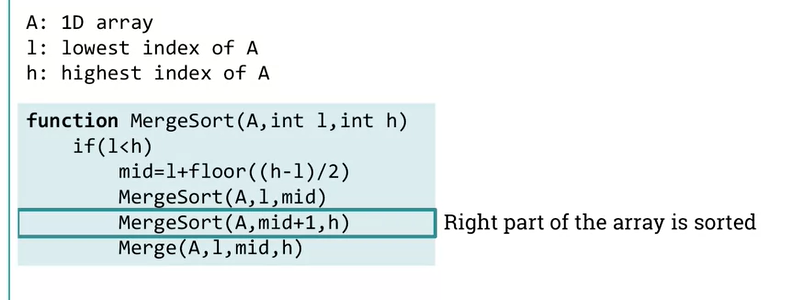 A: 1D array
l: lowest index of A
h: highest index of A
function MergeSort(A,int l,int h)
if(l<h)
mid=l+floor((h-l)/2)
MergeSort(A,l,mid)
MergeSort(A,mid+1,h) Right part of the array is sorted
Merge(A,l,mid,h)